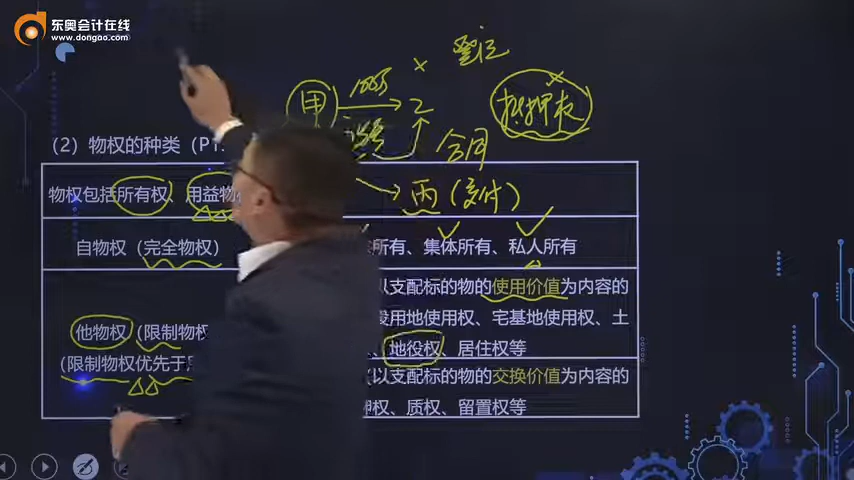 东奥会计在线
www.dongao.com
登记
100万
甲
乙
抵押权
合同
丙（交付）
（2）物权的种类（P1
物权包括所有权、用益物
自物权（完全物权）
所有、集体所有、私人所有
以支配标的物的使用价值为内容的
用地使用权、宅基地使用权、土
他物权（限制物权
地役权、居住权等
（限制物权优先于
以支配标的物的交换价值为内容的
权、质权、留置权等